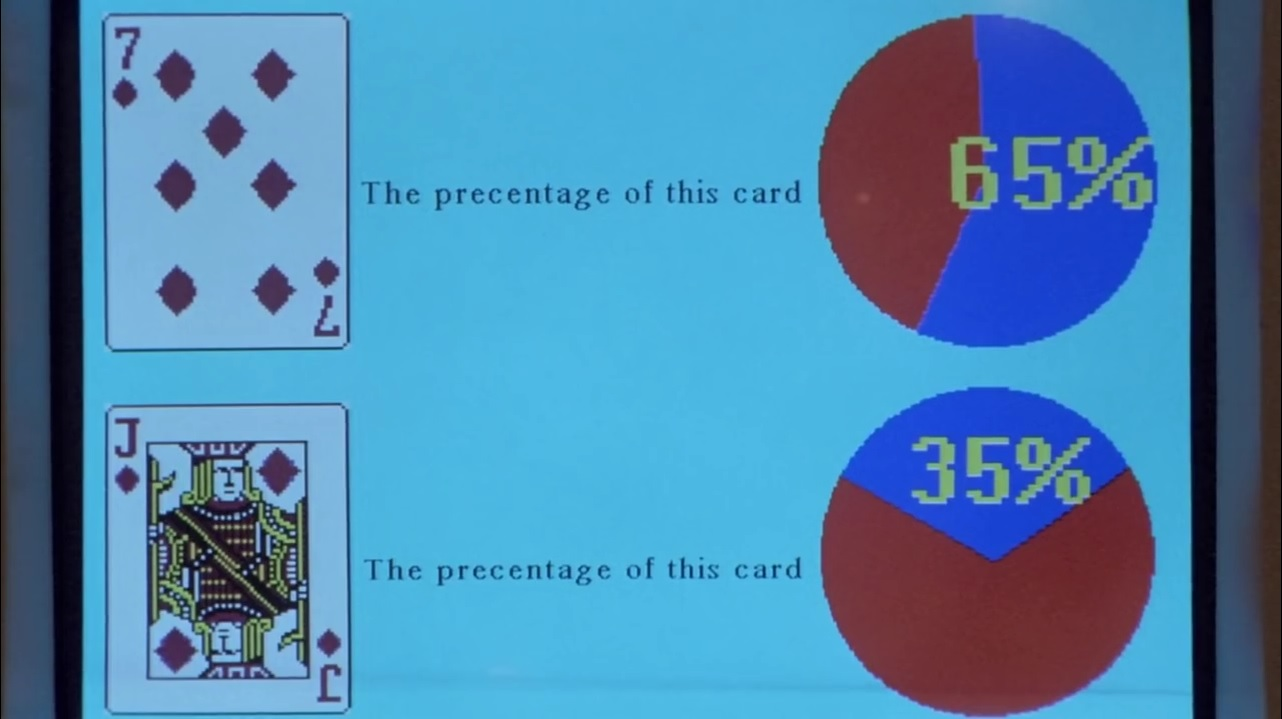 7
The precentage of this card
65%
7
J
The precentage of this card
35%
J